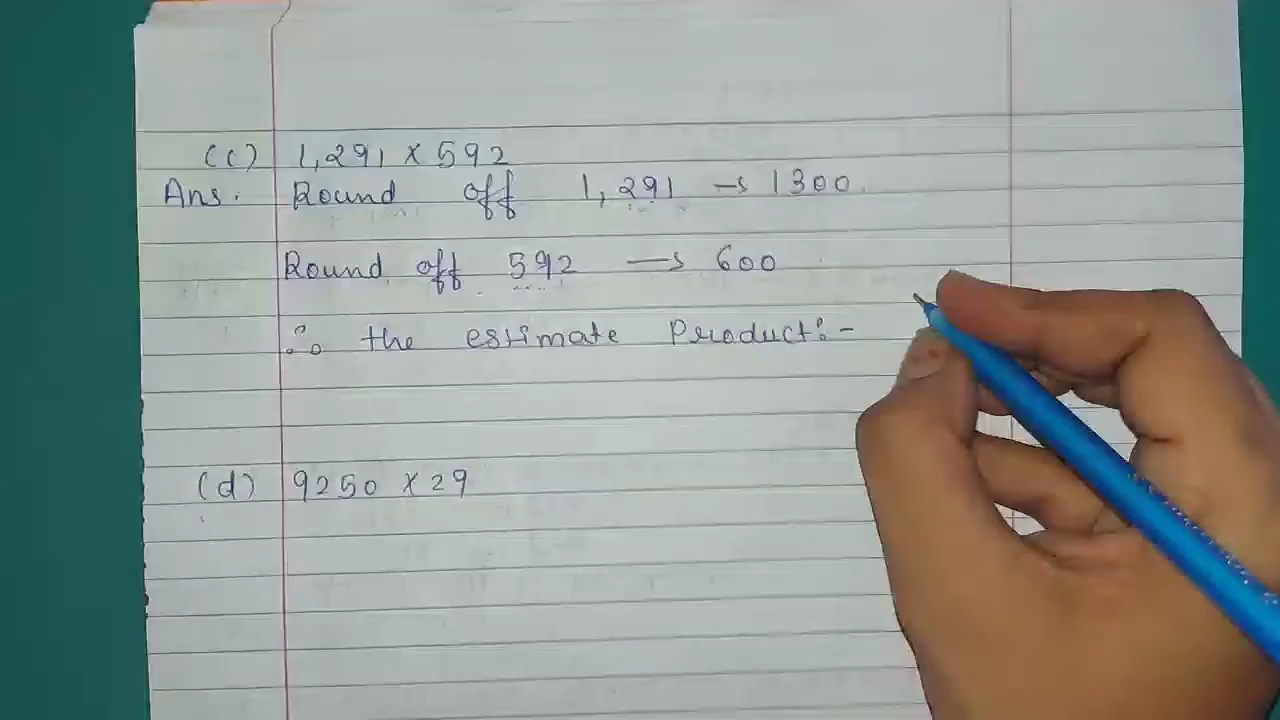 (c) 1,291 x 592
Ans. Round off 1,291 → 1300.
Round off 592 → 600
∴ the estimate Product:-
(d) 9250 x 29